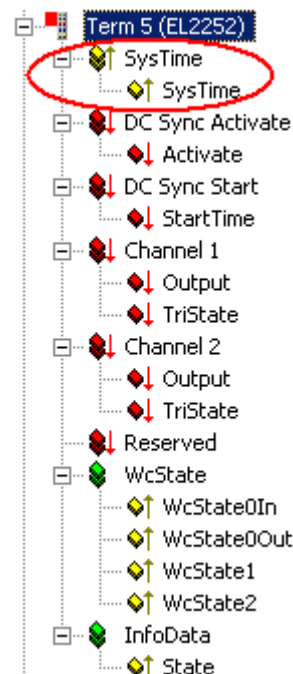 Term 5 (EL2252)
SysTime
SysTime
DC Sync Activate
Activate
DC Sync Start
StartTime
Channel 1
Output
TriState
Channel 2
Output
TriState
Reserved
WcState
WcState0In
WcState0Out
WcState1
WcState2
InfoData
State